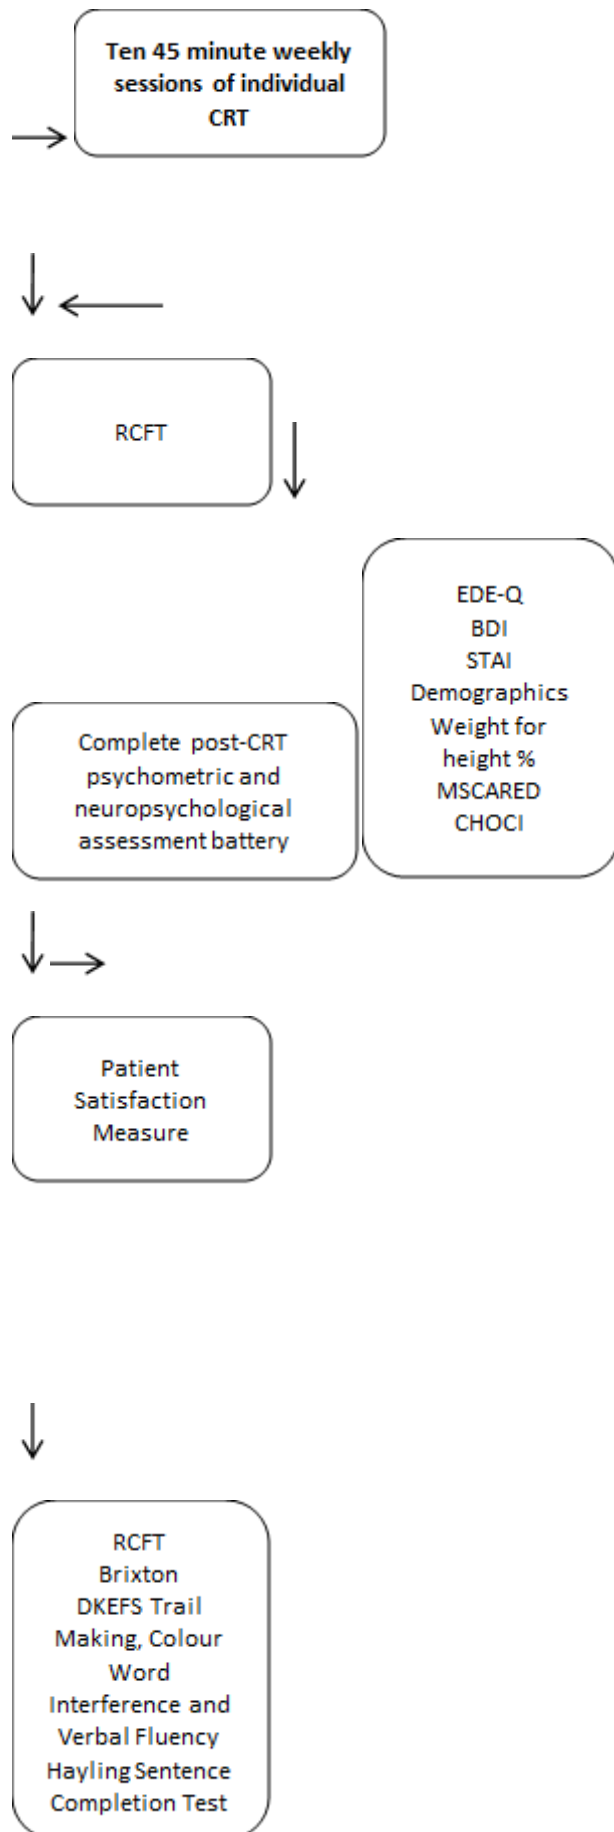 Ten 45 minute weekly
sessions of individual
CRT
RCFT
EDE-Q
BDI
STAI
Demographics
Weight for
height %
MSCARED
CHOCI
Complete post-CRT
psychometric and
neuropsychological
assessment battery
Patient
Satisfaction
Measure
RCFT
Brixton
DKEFS Trail
Making, Colour
Word
Interference and
Verbal Fluency
Hayling Sentence
Completion Test